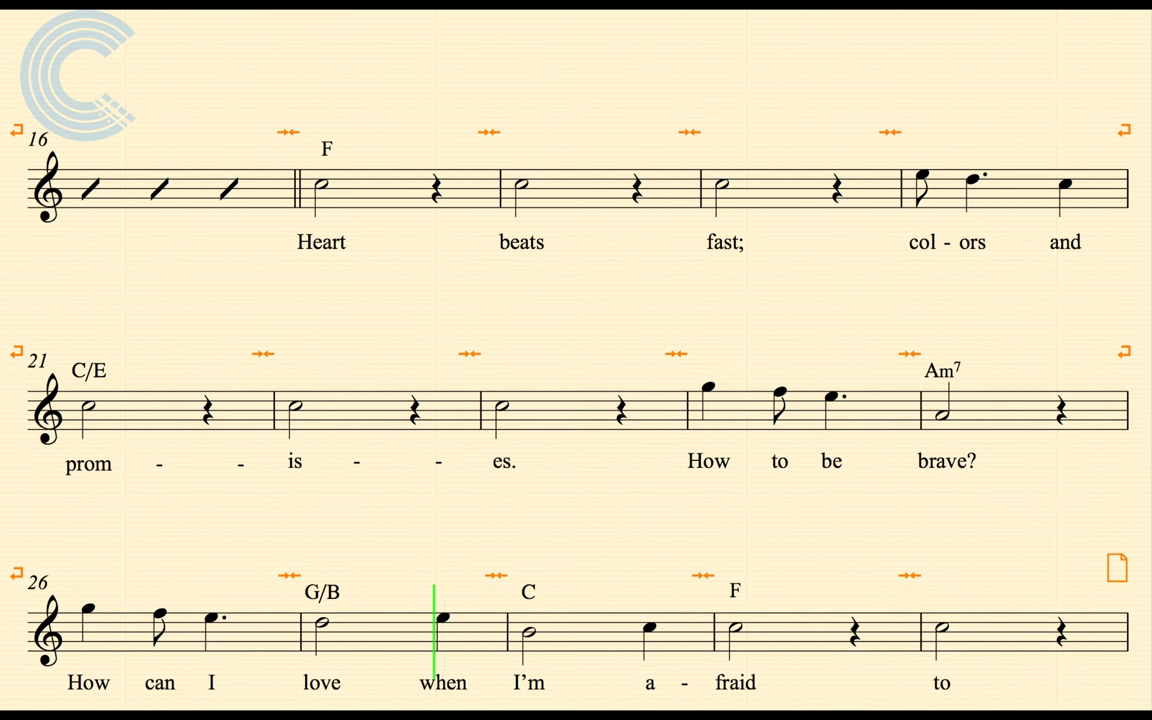 16
F
Heart beats fast; col - ors and
21
C/E Am7
prom - - is - - es. How to be brave?
26
G/B C F
How can I love when I'm a - fraid to